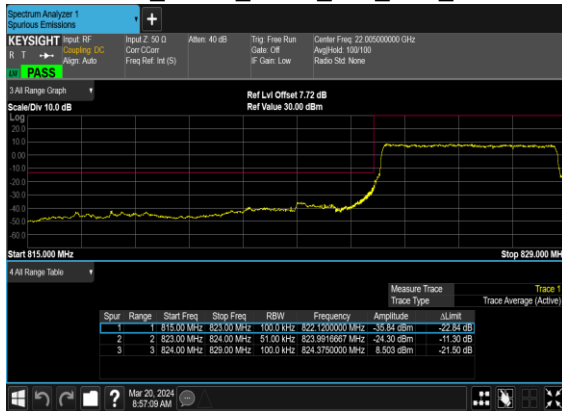 Spectrum Analyzer 1
Spurious Emissions
+
KEYSIGHT Input: RF Input Z: 50 Ω Atten: 40 dB Trig: Free Run Center Freq: 22.005000000 GHz
R T Coupling: DC Corr CCorr Gate: Off Avg|Hold: 100/100
Align: Auto Freq Ref: Int (S) IF Gain: Low Radio Std: None
PASS
3 All Range Graph
Ref Lvl Offset 7.72 dB
Scale/Div 10.0 dB Ref Value 30.00 dBm
Log
20.0
10.0
0.00
-10.0
-20.0
-30.0
-40.0
-50.0
-60.0
Start 815.000 MHz Stop 829.000 MH
4 All Range Table
Measure Trace Trace 1
Trace Type Trace Average (Active)
Spur Range Start Freq Stop Freq RBW Frequency Amplitude ΔLimit
1 1 815.00 MHz 823.00 MHz 100.0 kHz 822.1200000 MHz -35.84 dBm -22.84 dB
2 2 823.00 MHz 824.00 MHz 51.00 kHz 823.9916667 MHz -24.30 dBm -11.30 dB
3 3 824.00 MHz 829.00 MHz 100.0 kHz 824.3750000 MHz 8.503 dBm -21.50 dB
? Mar 20, 2024
8:57:09 AM